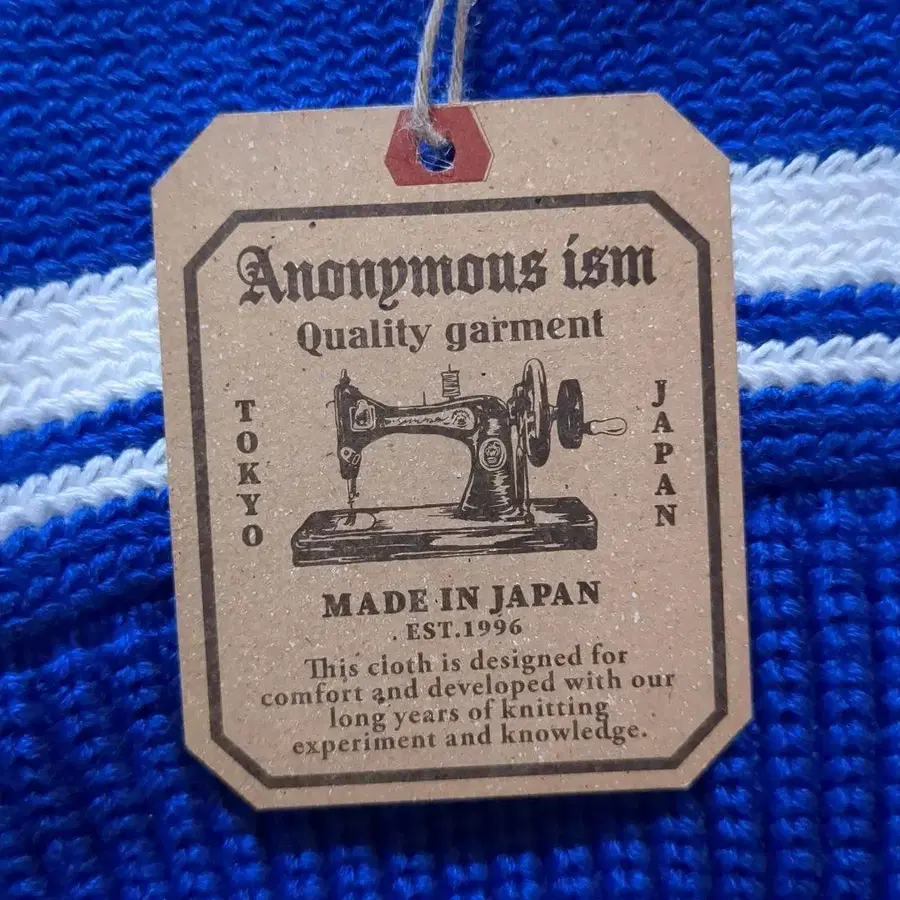 Anonymous ism
Quality garment
TOKYO
JAPAN
MADE IN JAPAN
. EST.1996
This cloth is designed for
comfort and developed with our
long years of knitting
experiment and knowledge.